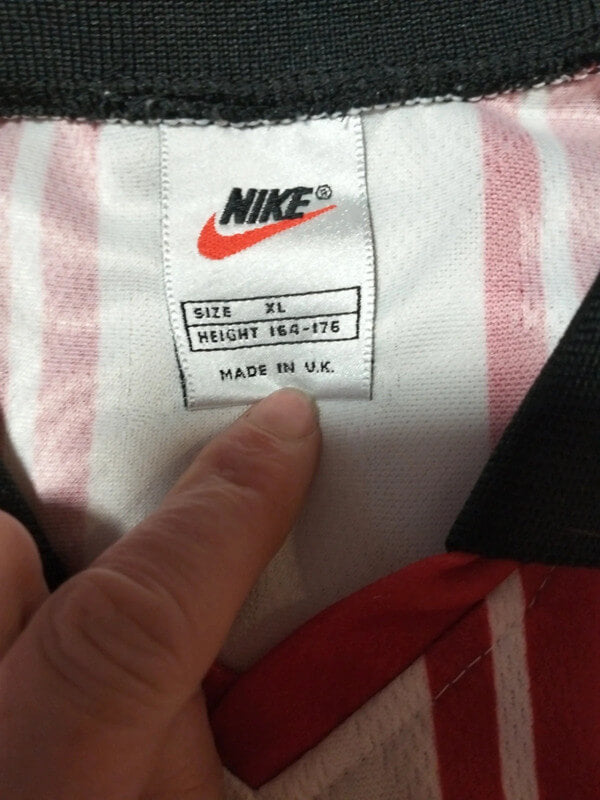 NIKE®
SIZE XL
HEIGHT 164-176
MADE IN U.K.